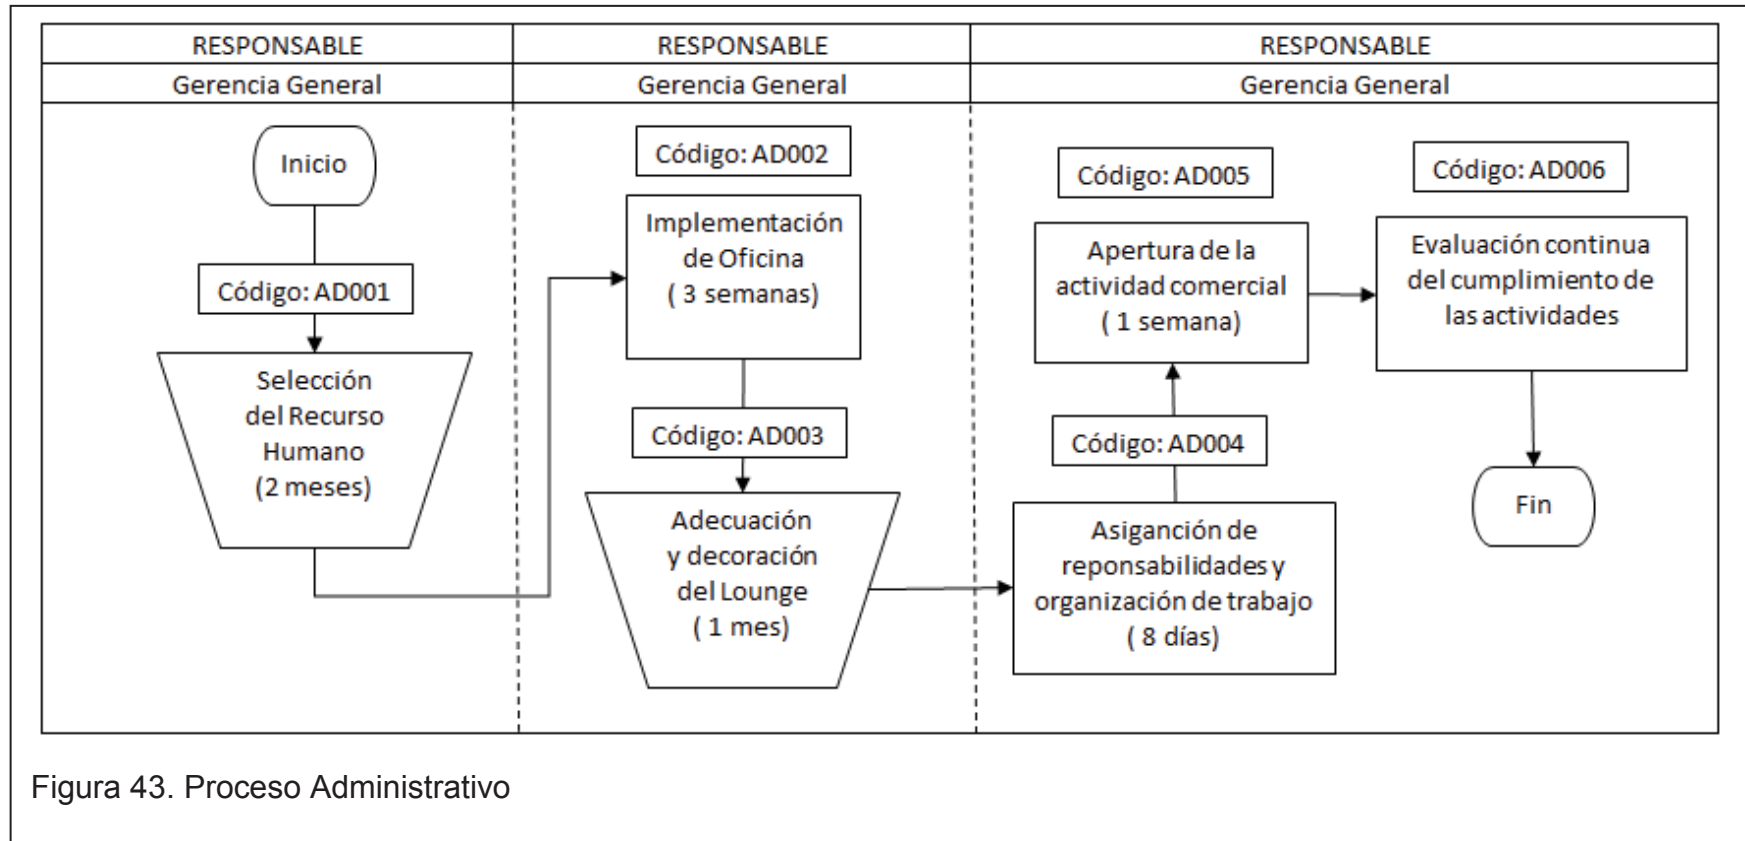 RESPONSABLE
Gerencia General
Inicio
Código: AD001
Selección
del Recurso
Humano
(2 meses)
RESPONSABLE
Gerencia General
Código: AD002
Implementación
de Oficina
( 3 semanas)
Código: AD003
Adecuación
y decoración
del Lounge
( 1 mes)
RESPONSABLE
Gerencia General
Código: AD004
Asigancion de
reponsabilidades y
organización de trabajo
( 8 días)
Código: AD005
Apertura de la
actividad comercial
( 1 semana)
Código: AD006
Evaluación continua
del cumplimiento de
las actividades
Fin
Figura 43. Proceso Administrativo